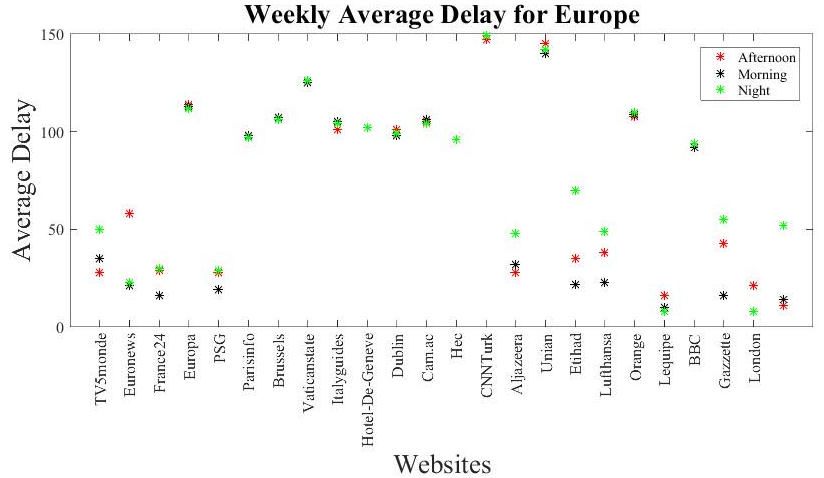 Weekly Average Delay for Europe
150
100
50
0
Average Delay
Afternoon
Morning
Night
TV5monde
Euronews
France24
Europa
PSG
Parisinfo
Brussels
Vaticanstate
Italyguides
Hotel-De-Geneve
Dublin
Cam.ac
Hec
CNNTurk
Aljazeera
Unian
Etihad
Lufthansa
Orange
Lequipe
BBC
Gazzette
London
Websites